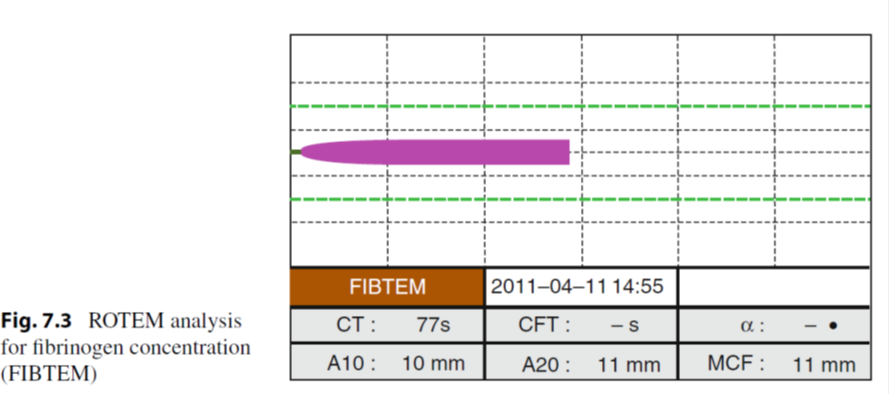 FIBTEM 2011–04–11 14:55
CT : 77s CFT : – s α : – •
A10 : 10 mm A20 : 11 mm MCF : 11 mm
Fig. 7.3 ROTEM analysis
for fibrinogen concentration
(FIBTEM)